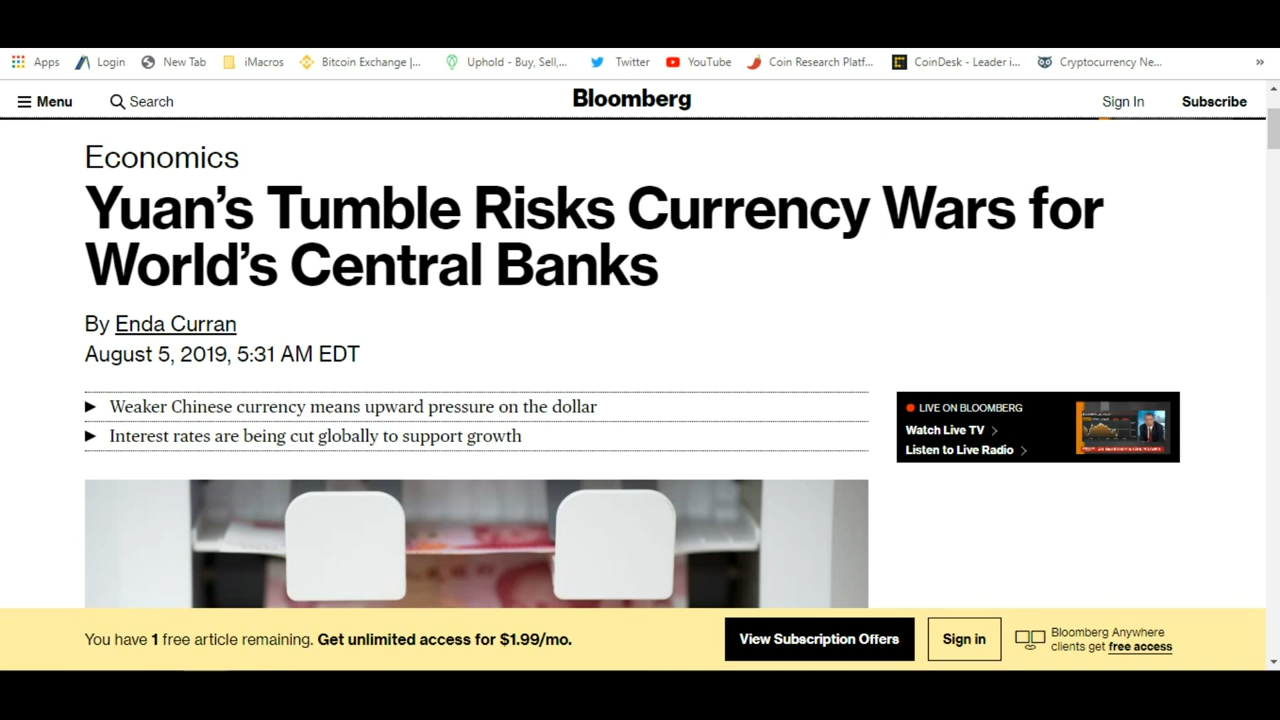 Apps Login New Tab iMacros Bitcoin Exchange |... Uphold - Buy, Sell,... Twitter YouTube Coin Research Platf... CoinDesk - Leader i... Cryptocurrency Ne... »
Menu Search Bloomberg Sign In Subscribe
Economics
Yuan's Tumble Risks Currency Wars for
World's Central Banks
By Enda Curran
August 5, 2019, 5:31 AM EDT
Weaker Chinese currency means upward pressure on the dollar
Interest rates are being cut globally to support growth
LIVE ON BLOOMBERG
Watch Live TV
Listen to Live Radio
You have 1 free article remaining. Get unlimited access for $1.99/mo.
View Subscription Offers
Sign in
Bloomberg Anywhere
clients get free access